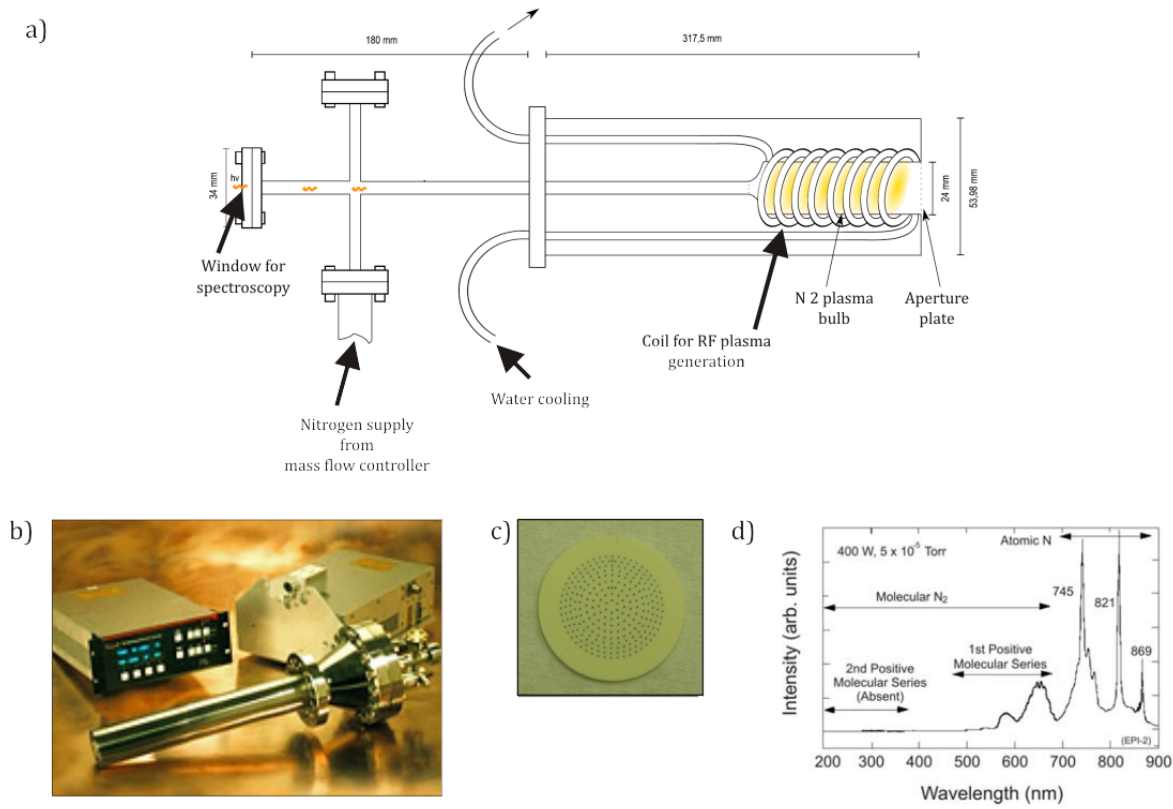 a)
180 mm
317,5 mm
34 mm
hν
24 mm
53,98 mm
Window for
spectroscopy
N 2 plasma
bulb
Aperture
plate
Coil for RF plasma
generation
Water cooling
Nitrogen supply
from
mass flow controller
b)
c)
d)
Intensity (arb. units)
400 W, 5 x 10⁻⁵ Torr
Atomic N
Molecular N₂
745
821
869
1st Positive
Molecular Series
2nd Positive
Molecular Series
(Absent)
(EPI-2)
200 300 400 500 600 700 800 900
Wavelength (nm)